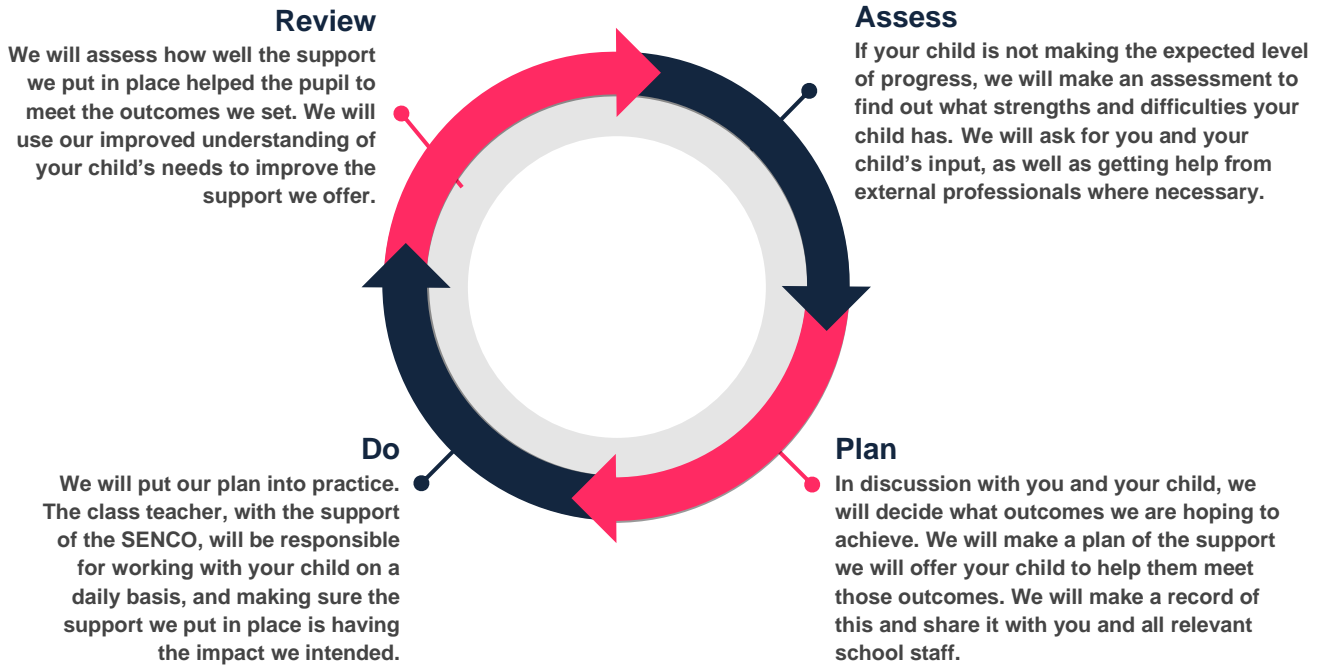 Review
We will assess how well the support
we put in place helped the pupil to
meet the outcomes we set. We will
use our improved understanding of
your child’s needs to improve the
support we offer.
Assess
If your child is not making the expected level
of progress, we will make an assessment to
find out what strengths and difficulties your
child has. We will ask for you and your
child’s input, as well as getting help from
external professionals where necessary.
Do
We will put our plan into practice.
The class teacher, with the support
of the SENCO, will be responsible
for working with your child on a
daily basis, and making sure the
support we put in place is having
the impact we intended.
Plan
In discussion with you and your child, we
will decide what outcomes we are hoping to
achieve. We will make a plan of the support
we will offer your child to help them meet
those outcomes. We will make a record of
this and share it with you and all relevant
school staff.